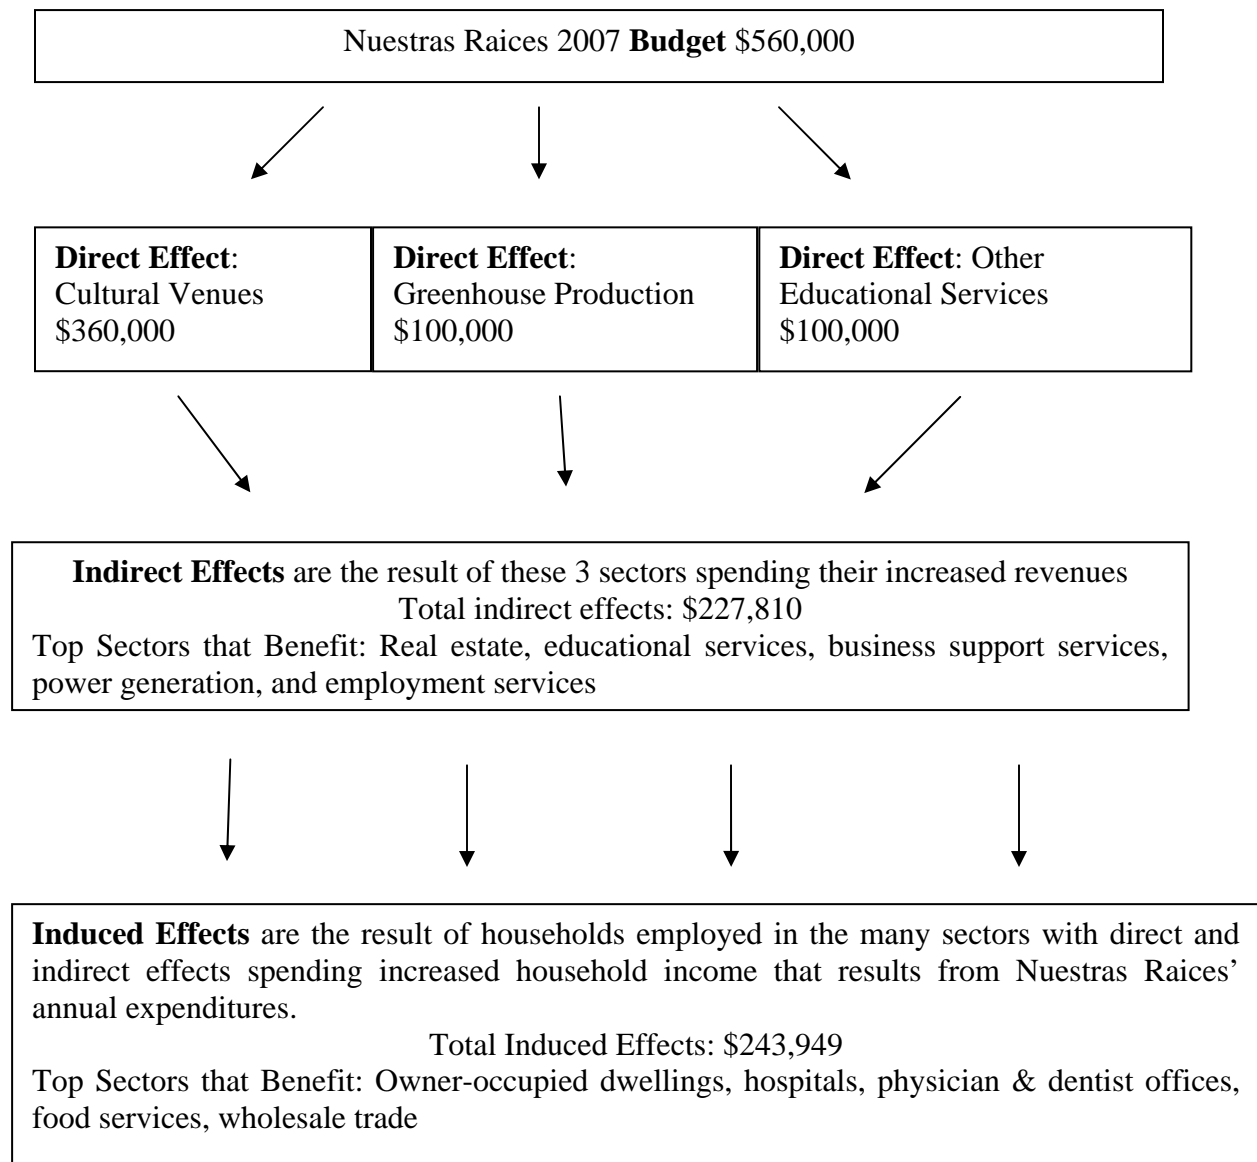 Nuestras Raices 2007 Budget $560,000
Direct Effect:
Cultural Venues
$360,000
Direct Effect:
Greenhouse Production
$100,000
Direct Effect: Other
Educational Services
$100,000
Indirect Effects are the result of these 3 sectors spending their increased revenues
Total indirect effects: $227,810
Top Sectors that Benefit: Real estate, educational services, business support services,
power generation, and employment services
Induced Effects are the result of households employed in the many sectors with direct and
indirect effects spending increased household income that results from Nuestras Raices’
annual expenditures.
Total Induced Effects: $243,949
Top Sectors that Benefit: Owner-occupied dwellings, hospitals, physician & dentist offices,
food services, wholesale trade